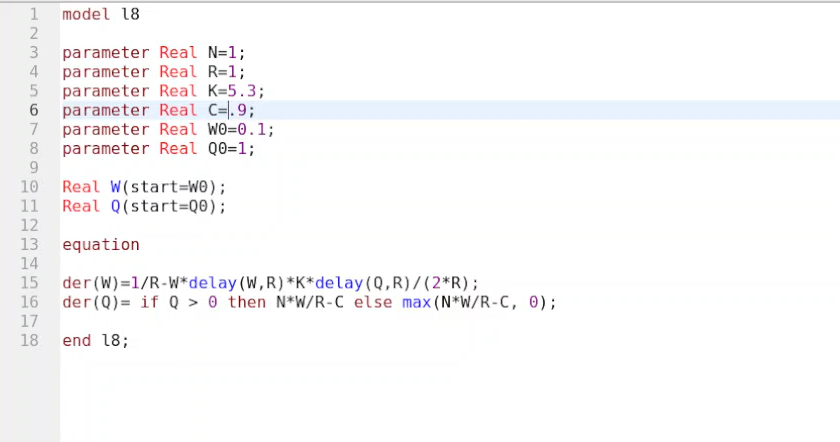 1 model l8
2
3 parameter Real N=1;
4 parameter Real R=1;
5 parameter Real K=5.3;
6 parameter Real C=.9;
7 parameter Real W0=0.1;
8 parameter Real Q0=1;
9
10 Real W(start=W0);
11 Real Q(start=Q0);
12
13 equation
14
15 der(W)=1/R-W*delay(W,R)*K*delay(Q,R)/(2*R);
16 der(Q)= if Q > 0 then N*W/R-C else max(N*W/R-C, 0);
17
18 end l8;